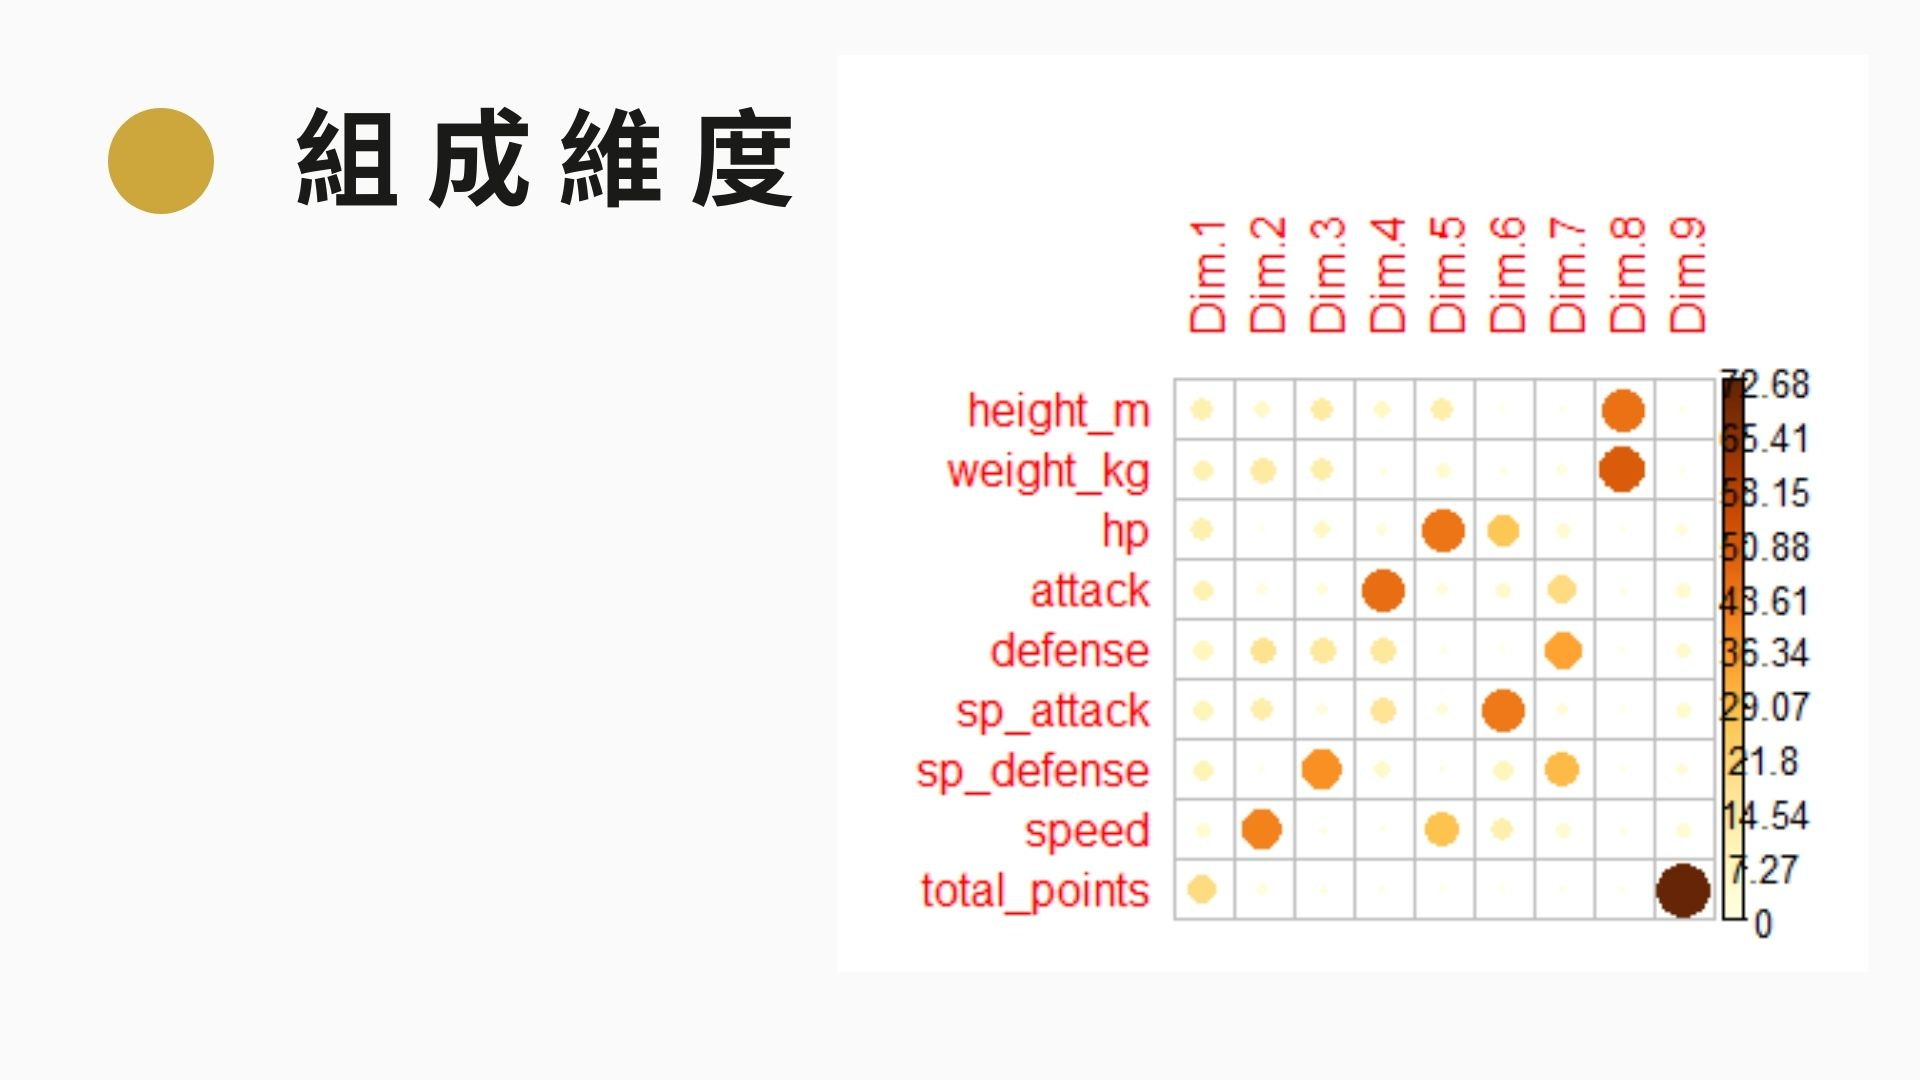 組成維度
Dim.1 Dim.2 Dim.3 Dim.4 Dim.5 Dim.6 Dim.7 Dim.8 Dim.9
height_m
weight_kg
hp
attack
defense
sp_attack
sp_defense
speed
total_points
72.68
65.41
58.15
50.88
43.61
36.34
29.07
21.8
14.54
7.27
0